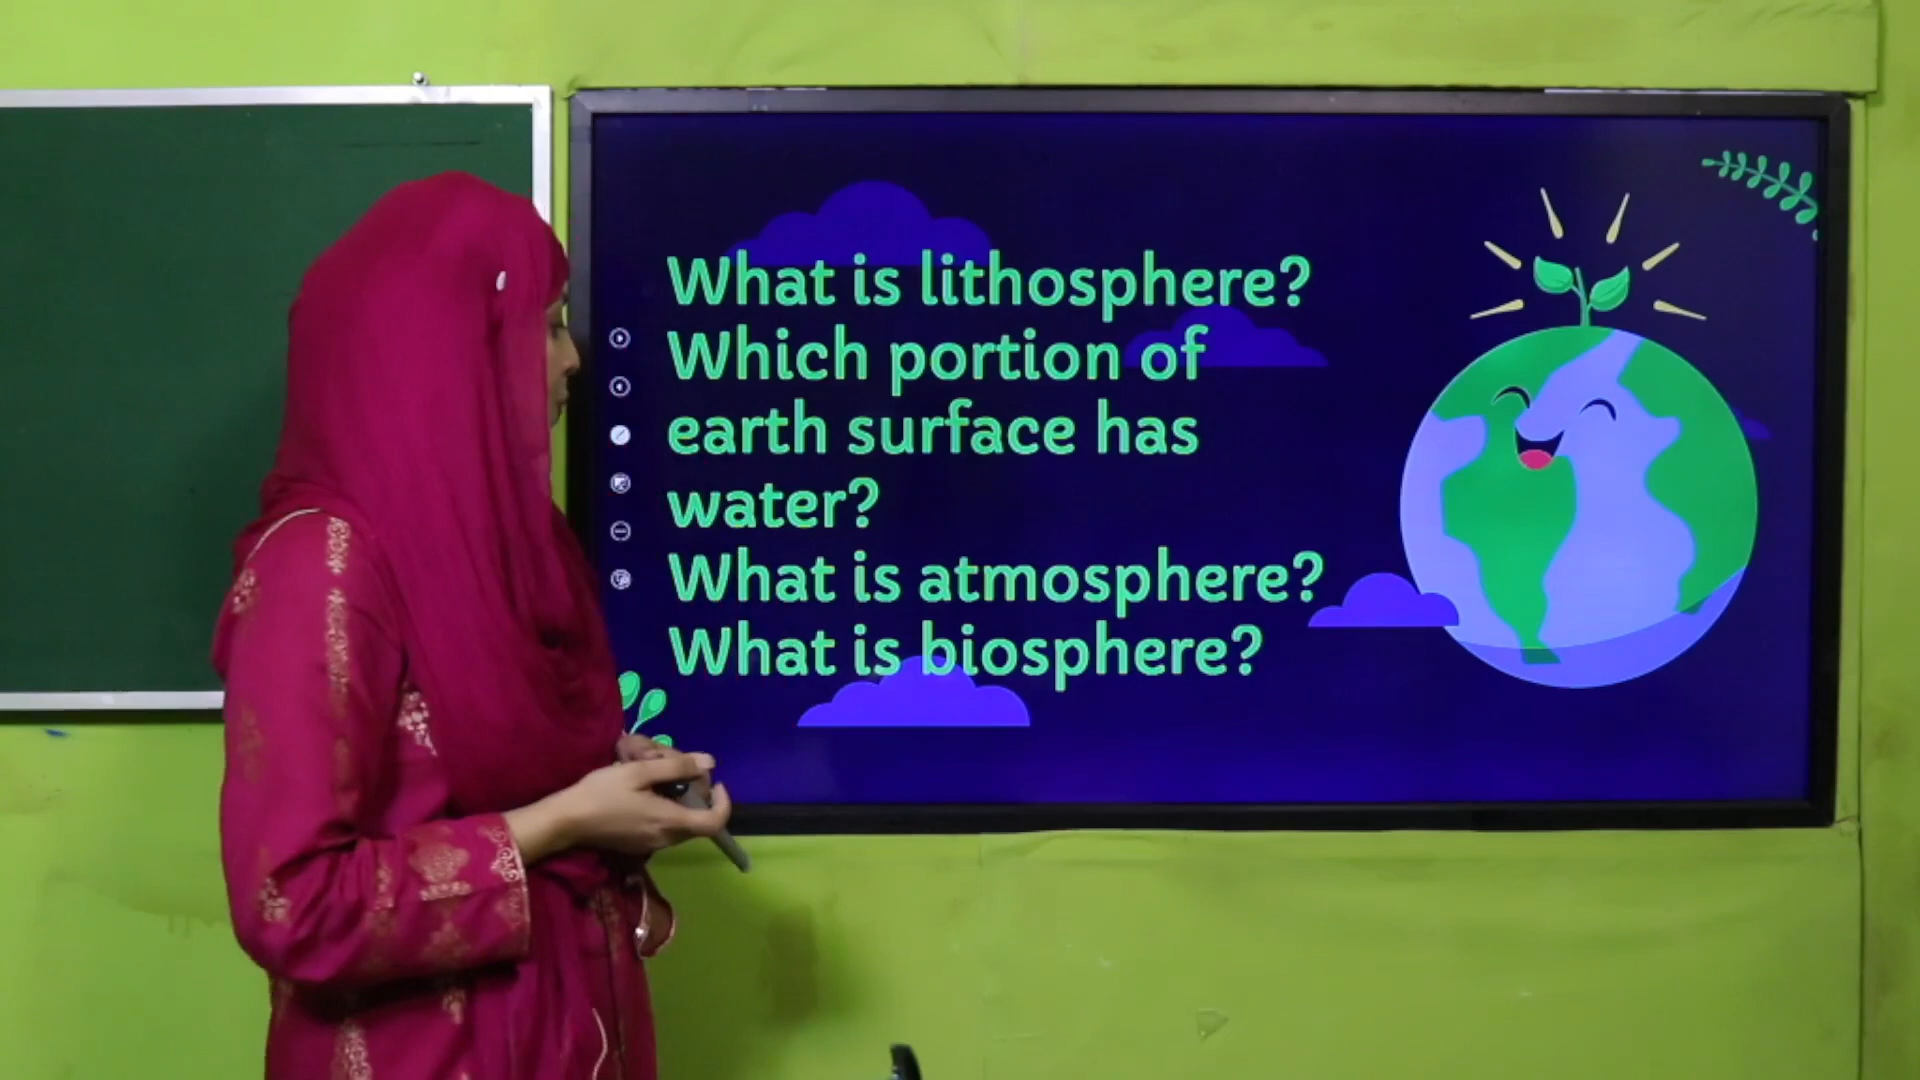 What is lithosphere?
Which portion of
earth surface has
water?
What is atmosphere?
What is biosphere?